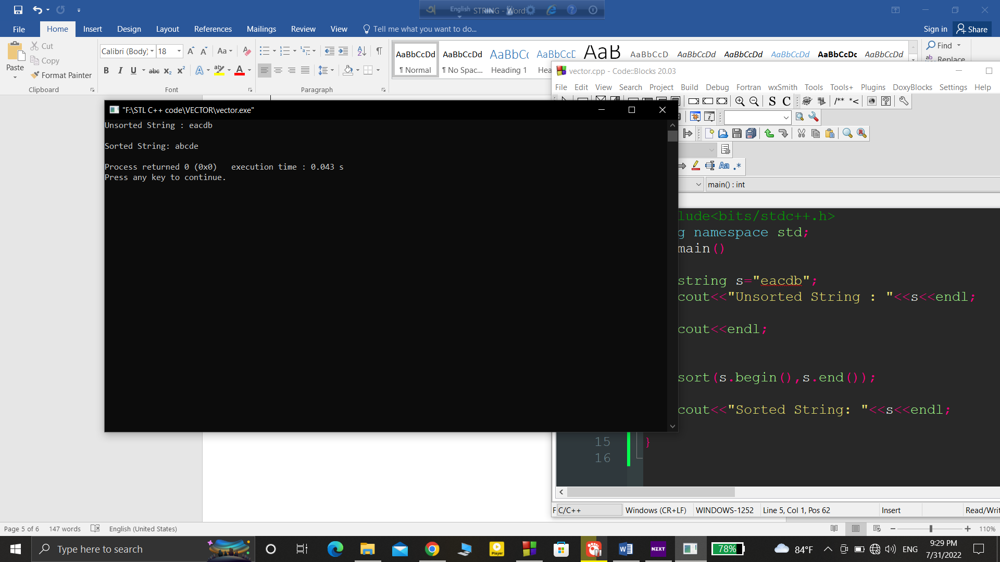 English
STRING - Word
File Home Insert Design Layout References Mailings Review View Tell me what you want to do... Sign in Share
Paste
Cut
Copy
Format Painter
Clipboard
Calibri (Body) 18
Font
Paragraph
AaBbCcDd AaBbCcDd AaBbCc AaBbCcD AaB AaBbCcD AaBbCcDd AaBbCcDd AaBbCcDd AaBbCcDc AaBbCcDd
¶ Normal ¶ No Spac... Heading 1 Hea
Find
Replace
vector.cpp - Code::Blocks 20.03
File Edit View Search Project Build Debug Fortran wxSmith Tools Tools+ Plugins DoxyBlocks Settings Help
main() : int
"F:\STL C++ code\VECTOR\vector.exe"
Unsorted String : eacdb
Sorted String: abcde
Process returned 0 (0x0)   execution time : 0.043 s
Press any key to continue.
lude<bits/stdc++.h>
g namespace std;
main()
string s="eacdb";
cout<<"Unsorted String : "<<s<<endl;
cout<<endl;
sort(s.begin(),s.end());
cout<<"Sorted String: "<<s<<endl;
15 }
16
F C/C++ Windows (CR+LF) WINDOWS-1252 Line 5, Col 1, Pos 62 Insert Read/Writ
Page 5 of 6 147 words English (United States) 110%
Type here to search
Player
NZXT
78%
84°F ENG
9:29 PM
7/31/2022